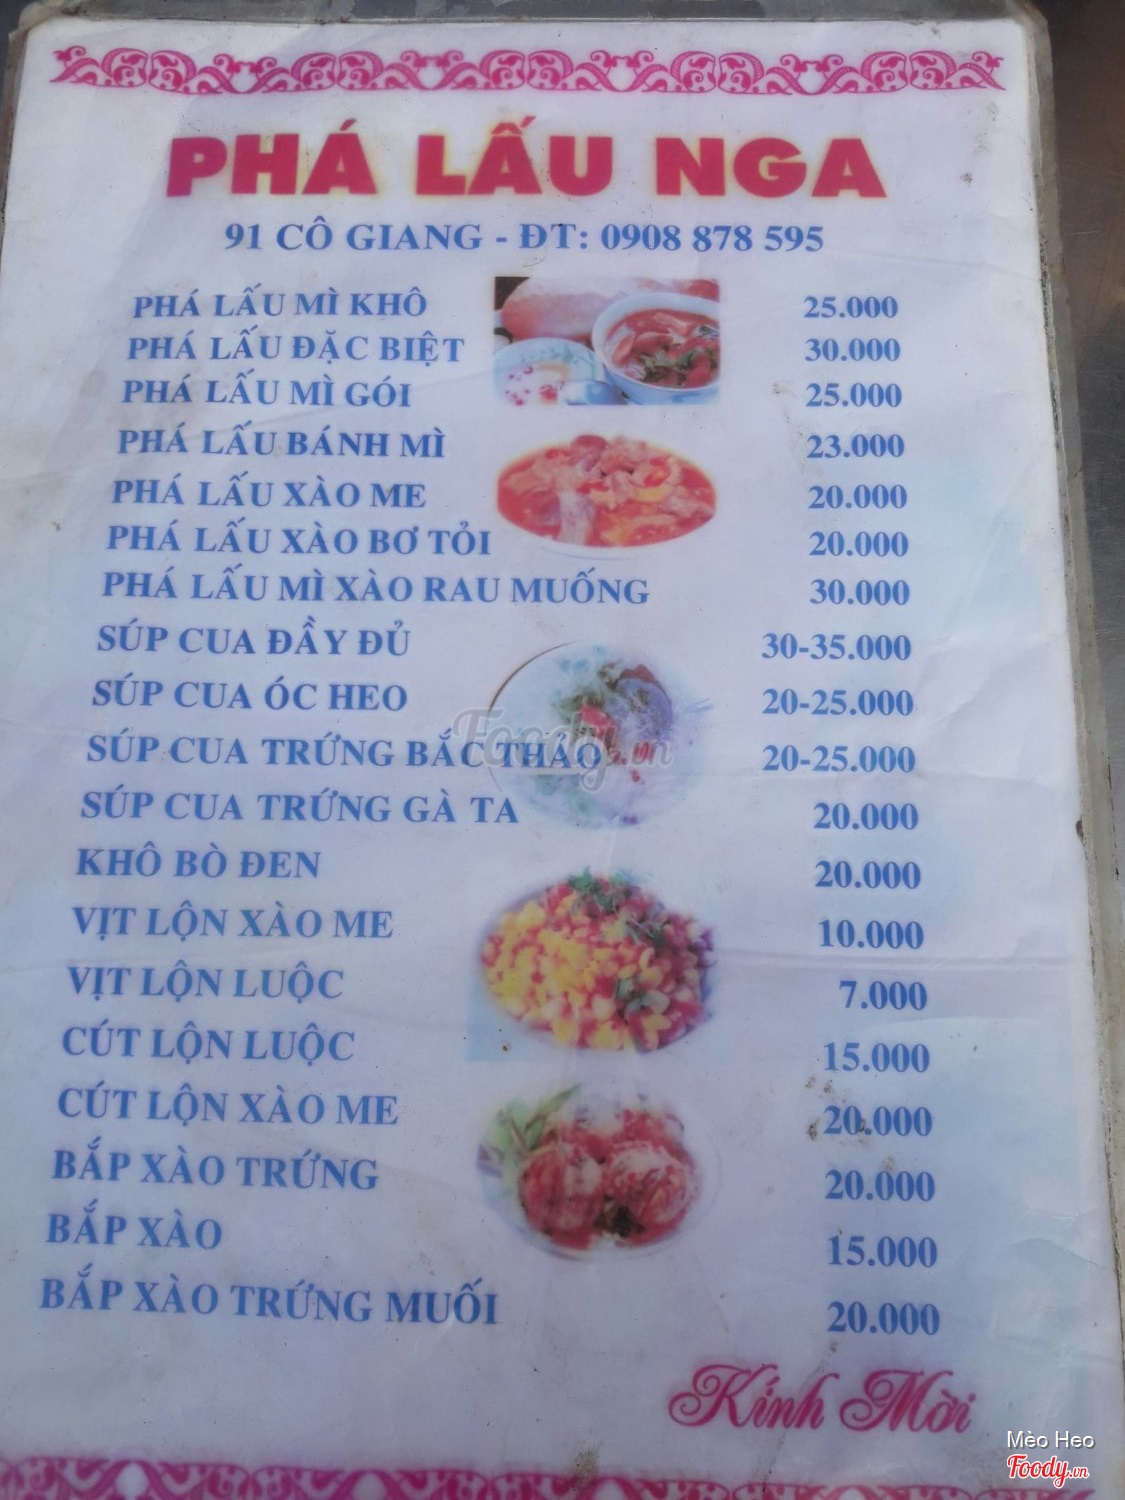 PHÁ LẤU NGA
91 CÔ GIANG - ĐT: 0908 878 595
PHÁ LẤU MÌ KHÔ 25.000
PHÁ LẤU ĐẶC BIỆT 30.000
PHÁ LẤU MÌ GÓI 25.000
PHÁ LẤU BÁNH MÌ 23.000
PHÁ LẤU XÀO ME 20.000
PHÁ LẤU XÀO BƠ TỎI 20.000
PHÁ LẤU MÌ XÀO RAU MUỐNG 30.000
SÚP CUA ĐẦY ĐỦ 30-35.000
SÚP CUA ÓC HEO 20-25.000
SÚP CUA TRỨNG BẮC THẢO 20-25.000
Foody.vn
SÚP CUA TRỨNG GÀ TA 20.000
KHÔ BÒ ĐEN 20.000
VỊT LỘN XÀO ME 10.000
VỊT LỘN LUỘC 7.000
CÚT LỘN LUỘC 15.000
CÚT LỘN XÀO ME 20.000
BẮP XÀO TRỨNG 20.000
BẮP XÀO 15.000
BẮP XÀO TRỨNG MUỐI 20.000
Kính Mời
Mèo Heo
Foody.vn